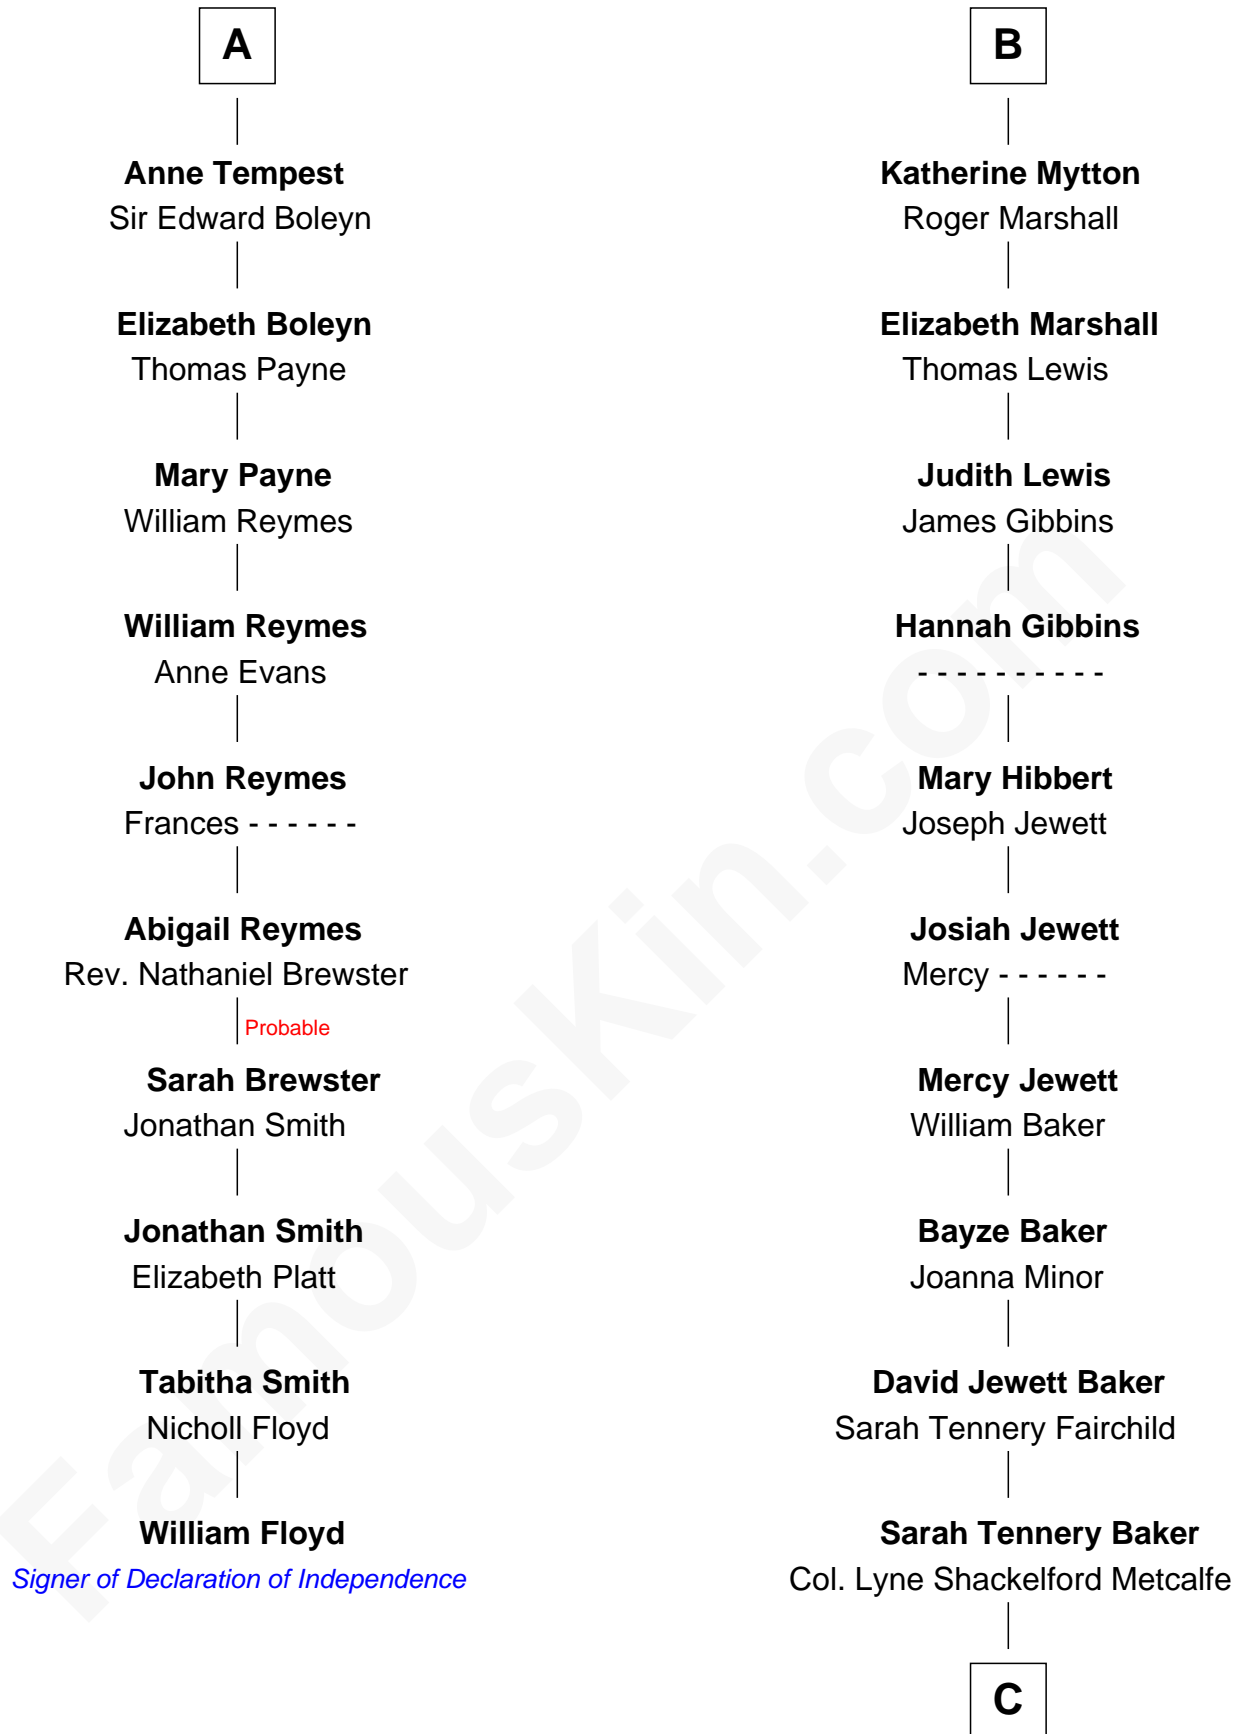 A
Anne Tempest
Sir Edward Boleyn
Elizabeth Boleyn
Thomas Payne
Mary Payne
William Reymes
William Reymes
Anne Evans
John Reymes
Frances - - - - - -
Abigail Reymes
Rev. Nathaniel Brewster
Probable
Sarah Brewster
Jonathan Smith
Jonathan Smith
Elizabeth Platt
Tabitha Smith
Nicholl Floyd
William Floyd
Signer of Declaration of Independence
B
Katherine Mytton
Roger Marshall
Elizabeth Marshall
Thomas Lewis
Judith Lewis
James Gibbins
Hannah Gibbins
- - - - - - - - - -
Mary Hibbert
Joseph Jewett
Josiah Jewett
Mercy - - - - - -
Mercy Jewett
William Baker
Bayze Baker
Joanna Minor
David Jewett Baker
Sarah Tennery Fairchild
Sarah Tennery Baker
Col. Lyne Shackelford Metcalfe
C
FamousKin.com